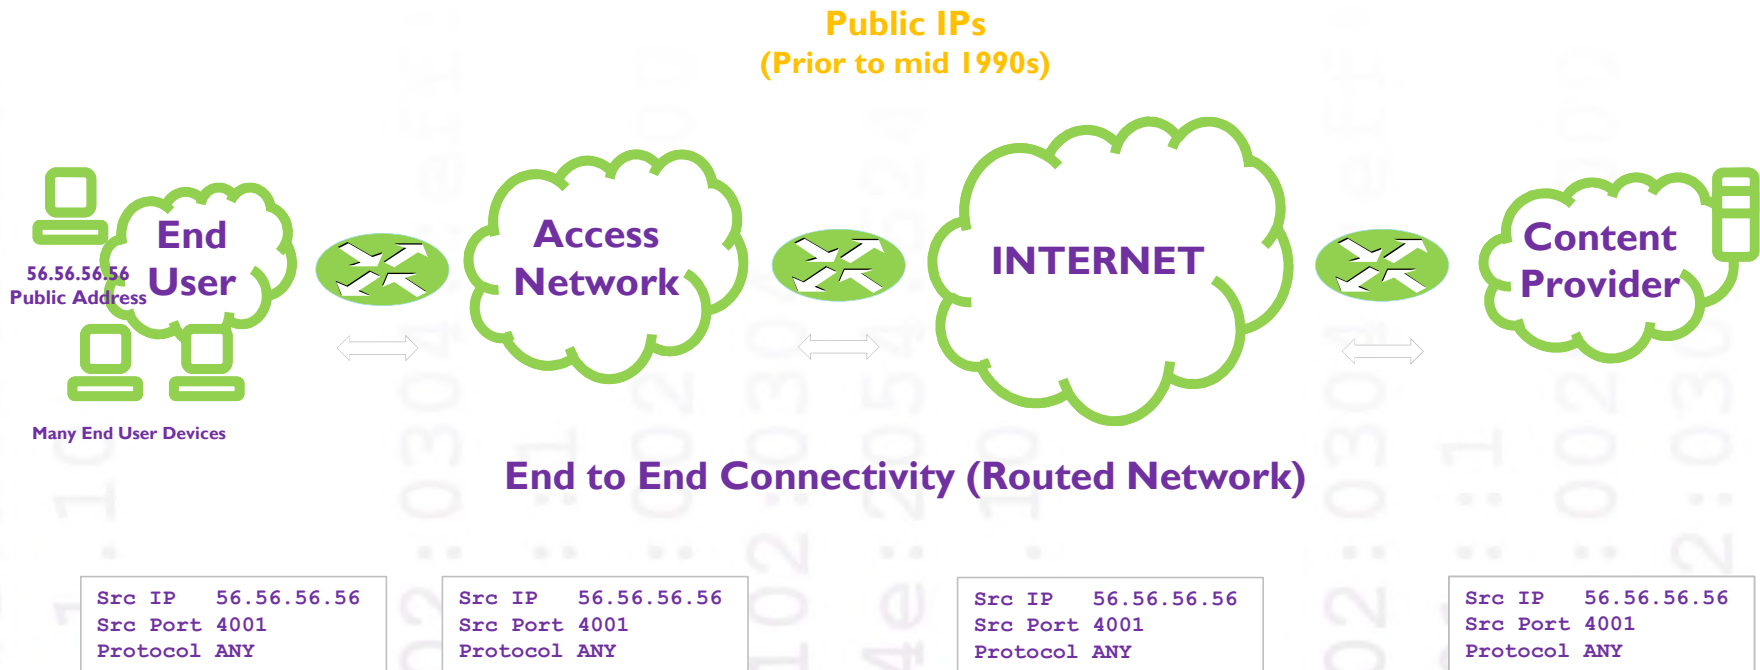 Public IPs
(Prior to mid 1990s)
End
User
56.56.56.56
Public Address
Many End User Devices
Access
Network
INTERNET
Content
Provider
End to End Connectivity (Routed Network)
Src IP 56.56.56.56
Src Port 4001
Protocol ANY
Src IP 56.56.56.56
Src Port 4001
Protocol ANY
Src IP 56.56.56.56
Src Port 4001
Protocol ANY
Src IP 56.56.56.56
Src Port 4001
Protocol ANY